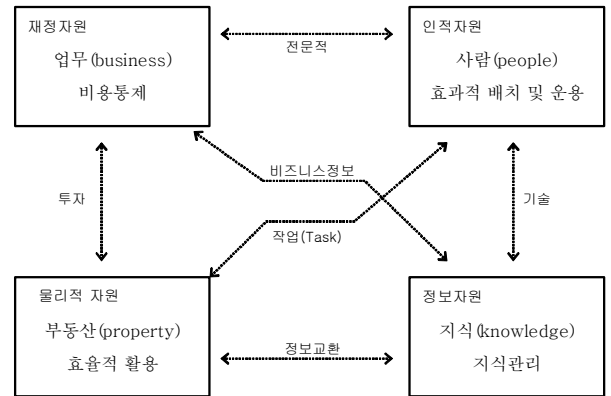 재정자원
업무(business)
비용통제
전문적
인적자원
사람(people)
효과적 배치 및 운용
투자
비즈니스정보
작업(Task)
기술
물리적 자원
부동산(property)
효율적 활용
정보교환
정보자원
지식(knowledge)
지식관리